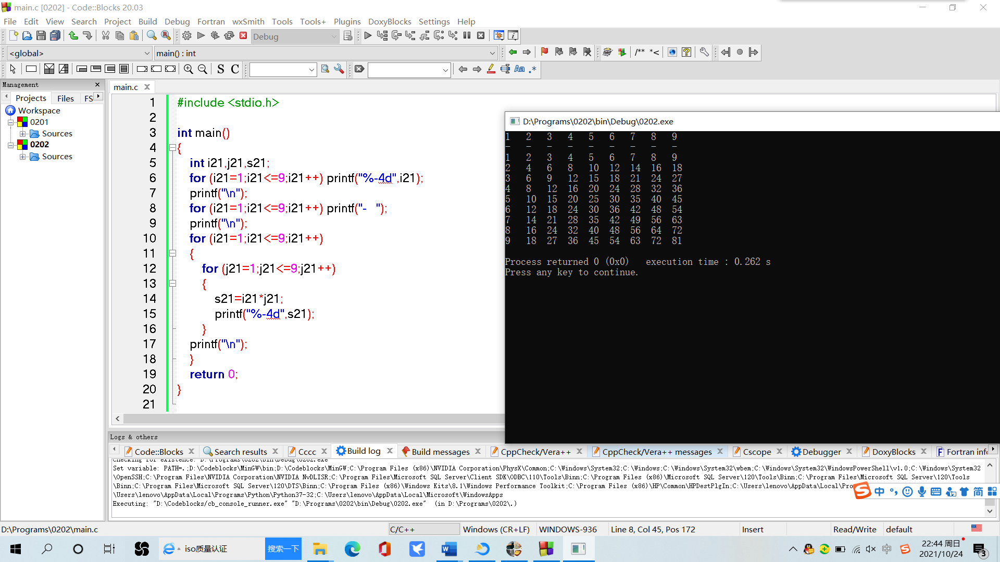 main.c [0202] - Code::Blocks 20.03
File Edit View Search Project Build Debug Fortran wxSmith Tools Tools+ Plugins DoxyBlocks Settings Help
Debug
<global> main() : int
/** *<
S C Aa .*
Management
Projects Files FS
Workspace
0201
Sources
0202
Sources
main.c
1 #include <stdio.h>
2
3 int main()
4 {
5 int i21,j21,s21;
6 for (i21=1;i21<=9;i21++) printf("%-4d",i21);
7 printf("\n");
8 for (i21=1;i21<=9;i21++) printf("-   ");
9 printf("\n");
10 for (i21=1;i21<=9;i21++)
11 {
12 for (j21=1;j21<=9;j21++)
13 {
14 s21=i21*j21;
15 printf("%-4d",s21);
16 }
17 printf("\n");
18 }
19 return 0;
20 }
21
D:\Programs\0202\bin\Debug\0202.exe
1 2 3 4 5 6 7 8 9
- - - - - - - - -
1 2 3 4 5 6 7 8 9
2 4 6 8 10 12 14 16 18
3 6 9 12 15 18 21 24 27
4 8 12 16 20 24 28 32 36
5 10 15 20 25 30 35 40 45
6 12 18 24 30 36 42 48 54
7 14 21 28 35 42 49 56 63
8 16 24 32 40 48 56 64 72
9 18 27 36 45 54 63 72 81
Process returned 0 (0x0) execution time : 0.262 s
Press any key to continue.
Logs & others
Code::Blocks Search results Cccc Build log Build messages CppCheck/Vera++ CppCheck/Vera++ messages Cscope Debugger DoxyBlocks Fortran info
Checking for existence: D:\Programs\0202\bin\Debug\0202.exe
Set variable: PATH=.;D:\Codeblocks\MinGW\bin;D:\Codeblocks\MinGW;C:\Program Files (x86)\NVIDIA Corporation\PhysX\Common;C:\Windows\System32;C:\Windows;C:\Windows\System32\wbem;C:\Windows\System32\WindowsPowerShell\v1.0;C:\Windows\System32
\OpenSSH;C:\Program Files\NVIDIA Corporation\NVIDIA NvDLISR;C:\Program Files\Microsoft SQL Server\Client SDK\ODBC\110\Tools\Binn;C:\Program Files (x86)\Microsoft SQL Server\120\Tools\Binn;C:\Program Files\Microsoft SQL Server\120\Tools
\Binn;C:\Program Files\Microsoft SQL Server\120\DTS\Binn;C:\Program Files (x86)\Windows Kits\8.1\Windows Performance Toolkit;C:\Program Files (x86)\HP\Common\HPDestPlgIn;C:\Users\lenovo\AppData\Local\Pro
\Users\lenovo\AppData\Local\Programs\Python\Python37-32;C:\Users\lenovo\AppData\Local\Microsoft\WindowsApps
Executing: "D:\Codeblocks/cb_console_runner.exe" "D:\Programs\0202\bin\Debug\0202.exe" (in D:\Programs\0202\.)
中 简
D:\Programs\0202\main.c C/C++ Windows (CR+LF) WINDOWS-936 Line 8, Col 45, Pos 172 Insert Read/Write default
iso质量认证 搜索一下
中
22:44 周日
2021/10/24
3